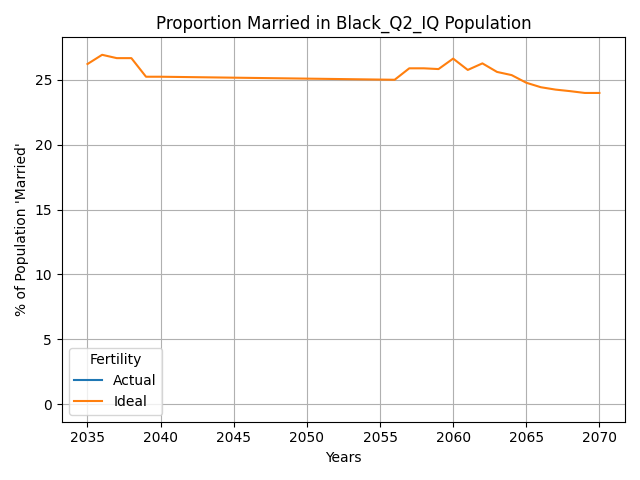 Proportion Married in Black_Q2_IQ Population
% of Population 'Married'
25
20
15
10
5
0
Fertility
Actual
Ideal
2035 2040 2045 2050 2055 2060 2065 2070
Years